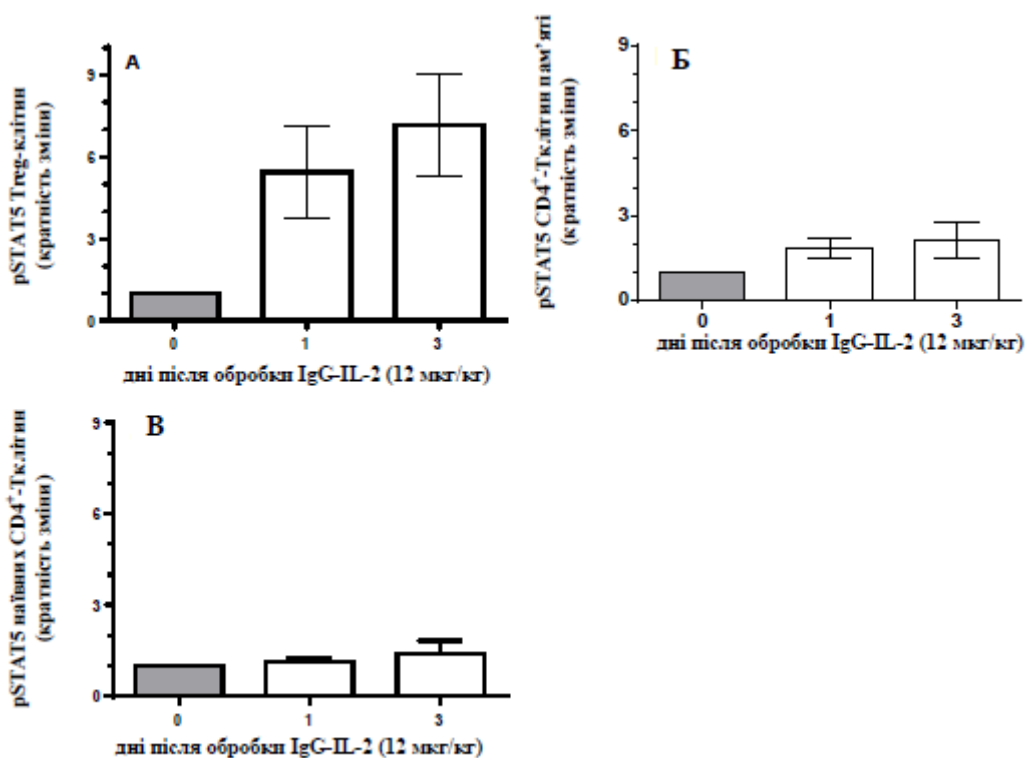 А
pSTAT5 Treg-клітин
(кратність зміни)
9
6
3
0
0 1 3
дні після обробки IgG-IL-2 (12 мкг/кг)
Б
pSTAT5 CD4⁺-Тклітин пам'яті
(кратність зміни)
9
6
3
0
0 1 3
дні після обробки IgG-IL-2 (12 мкг/кг)
В
pSTAT5 наївних CD4⁺-Тклітин
(кратність зміни)
9
6
3
0
0 1 3
дні після обробки IgG-IL-2 (12 мкг/кг)